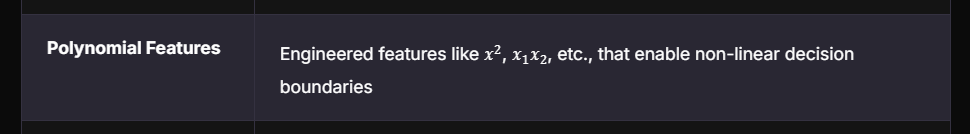 Polynomial Features
Engineered features like x², x₁x₂, etc., that enable non-linear decision
boundaries